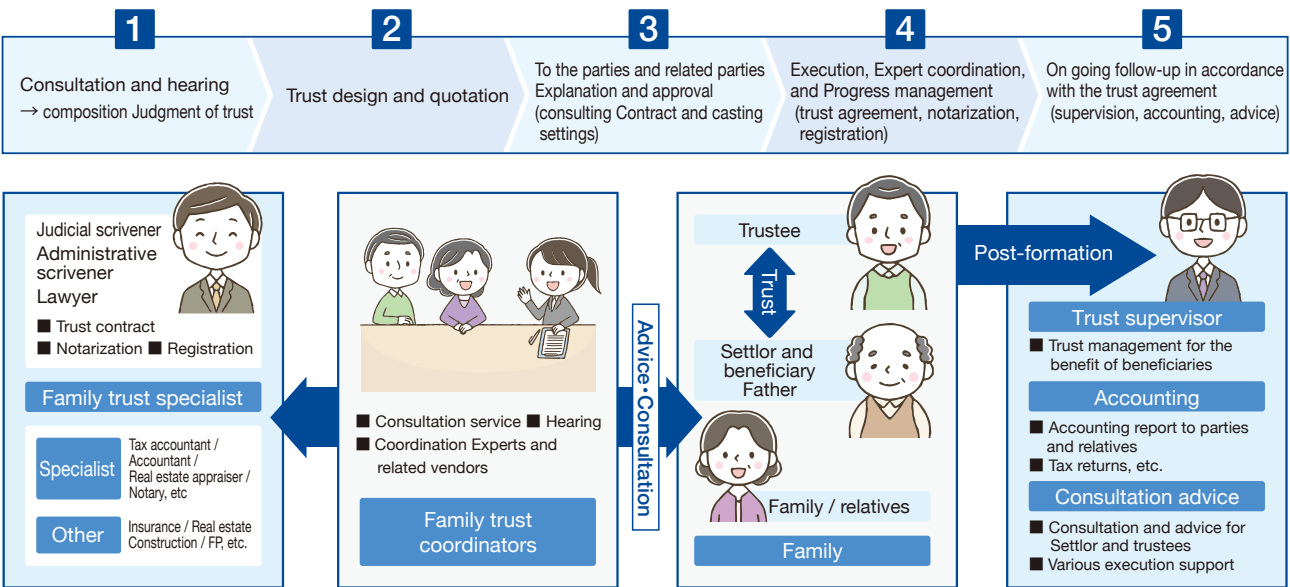 1
Consultation and hearing
→ composition Judgment of trust
2
Trust design and quotation
3
To the parties and related parties
Explanation and approval
(consulting Contract and casting
settings)
4
Execution, Expert coordination,
and Progress management
(trust agreement, notarization,
registration)
5
On going follow-up in accordance
with the trust agreement
(supervision, accounting, advice)
Judicial scrivener
Administrative
scrivener
Lawyer
■ Trust contract
■ Notarization ■ Registration
Family trust specialist
Specialist
Tax accountant /
Accountant /
Real estate appraiser /
Notary, etc
Other
Insurance / Real estate
Construction / FP, etc.
■ Consultation service ■ Hearing
■ Coordination Experts and
related vendors
Family trust
coordinators
Advice・Consultation
Trustee
Trust
Settlor and
beneficiary
Father
Family / relatives
Family
Post-formation
Trust supervisor
■ Trust management for the
benefit of beneficiaries
Accounting
■ Accounting report to parties
and relatives
■ Tax returns, etc.
Consultation advice
■ Consultation and advice for
Settlor and trustees
■ Various execution support